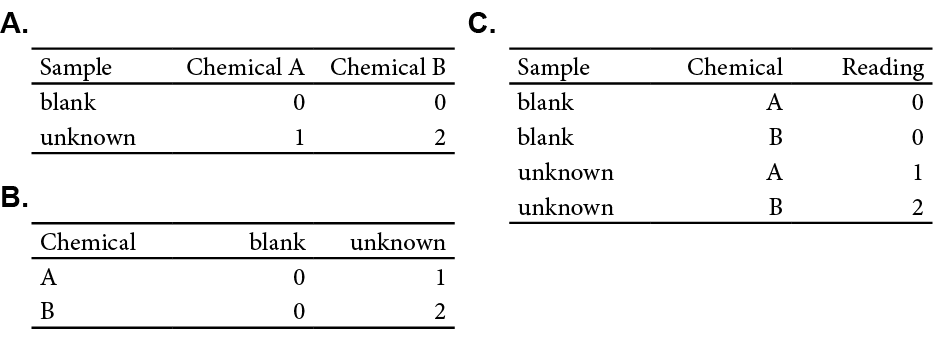 A.
Sample Chemical A Chemical B
blank 0 0
unknown 1 2
B.
Chemical blank unknown
A 0 1
B 0 2
C.
Sample Chemical Reading
blank A 0
blank B 0
unknown A 1
unknown B 2